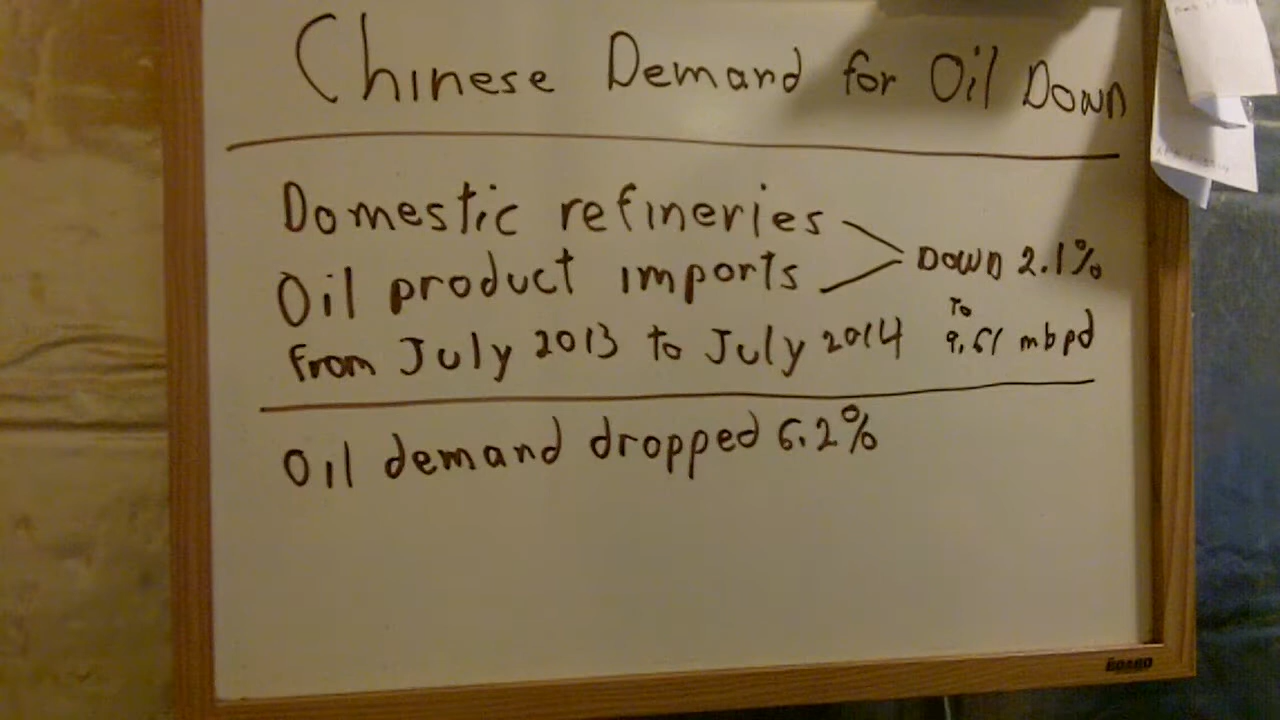 Chinese Demand for Oil Down
Domestic refineries
Oil product imports
Down 2.1%
To
9.61 mbpd
from July 2013 to July 2014
Oil demand dropped 6.2%
BOARD